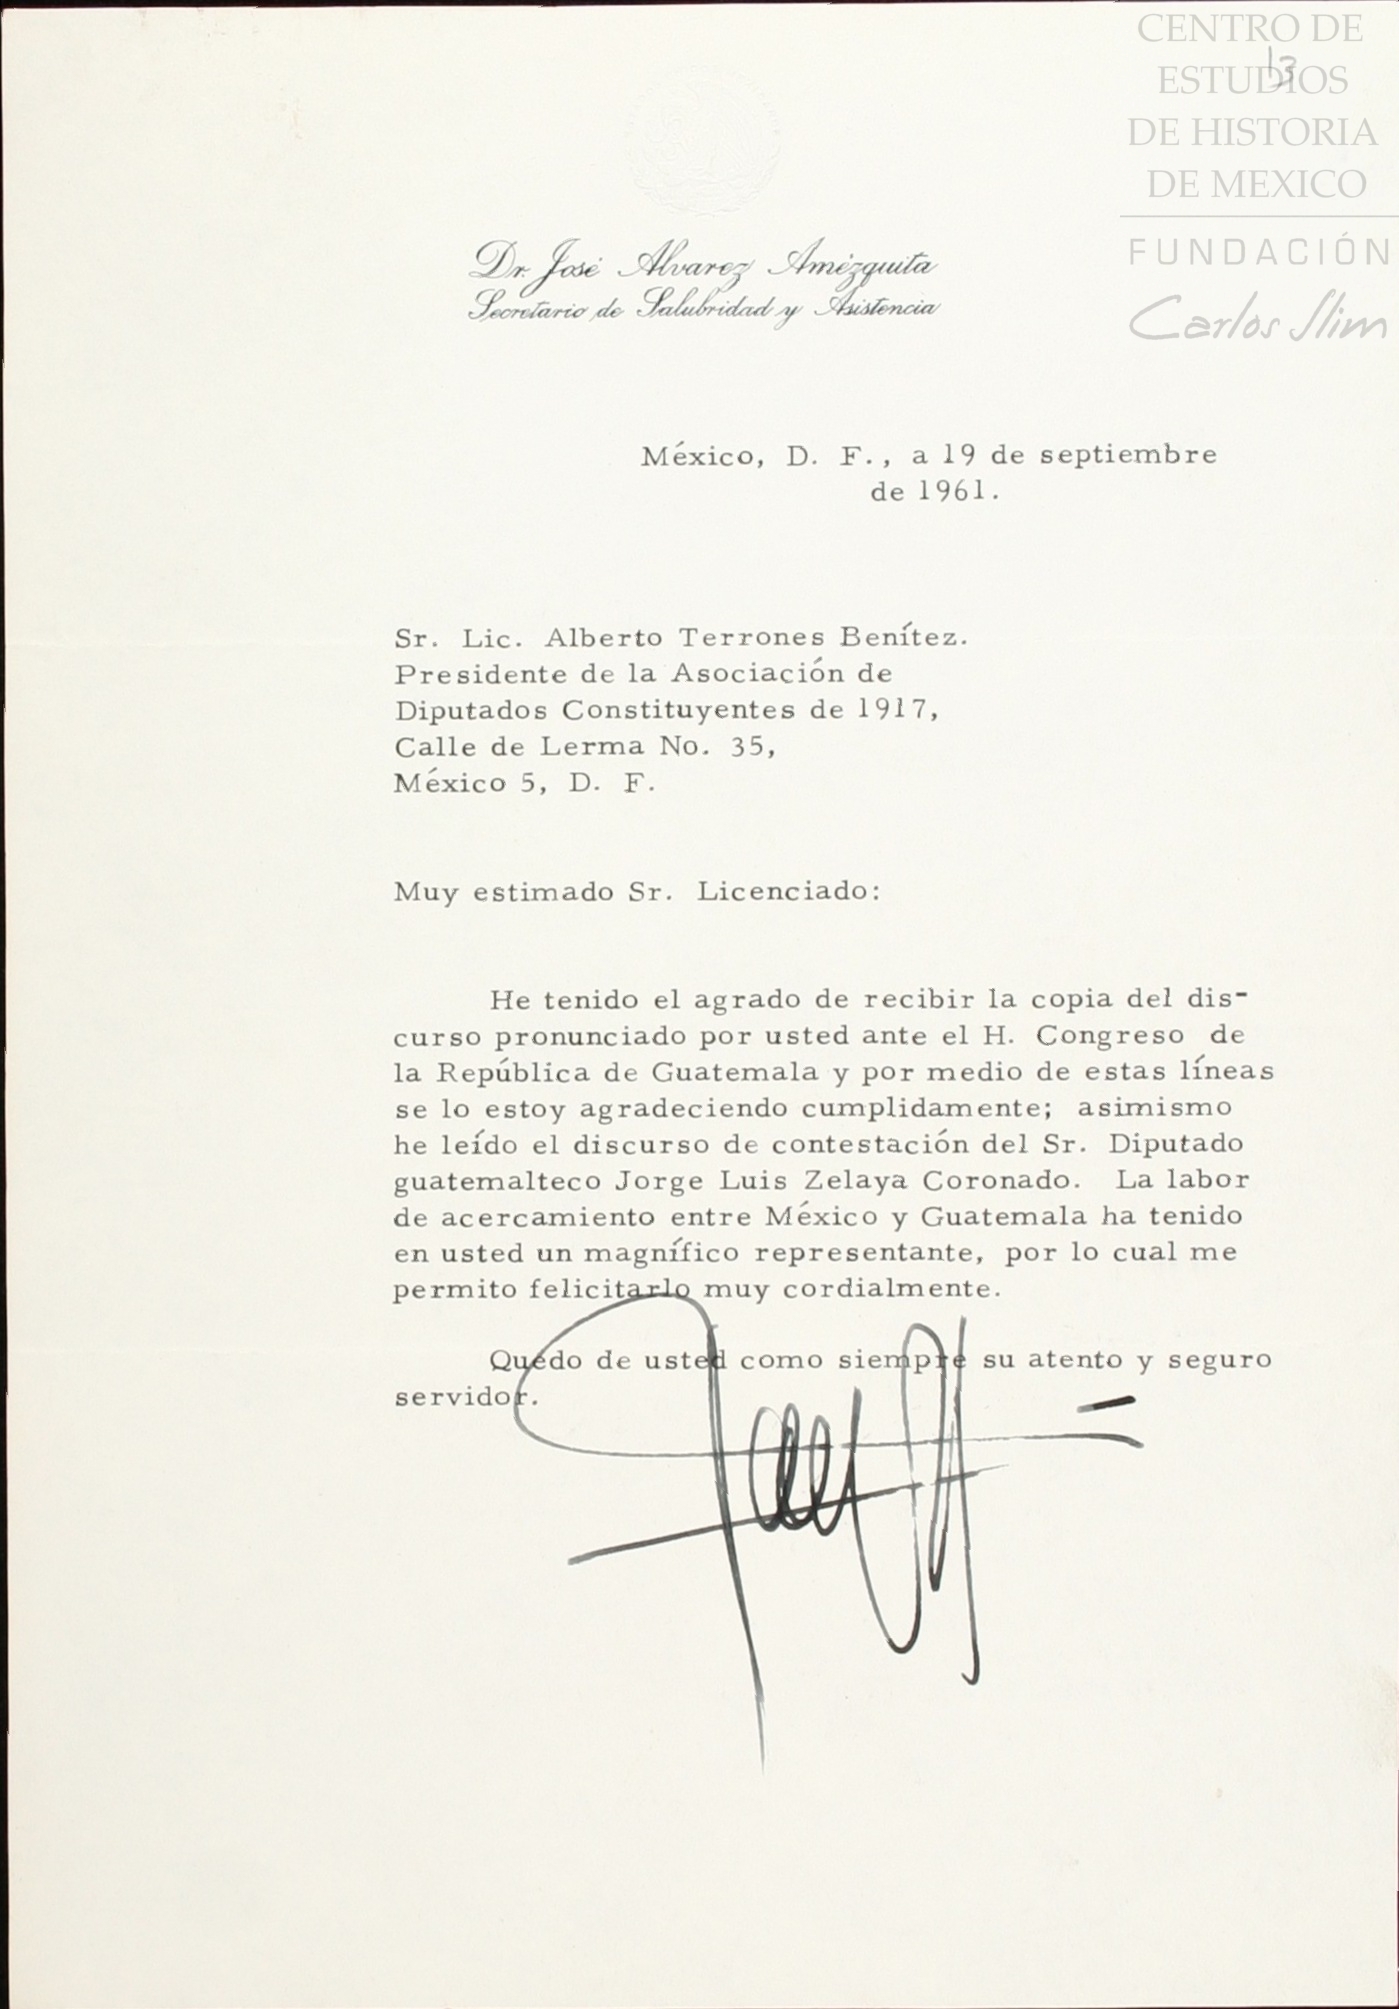 CENTRO DE
ESTUDIOS
DE HISTORIA
DE MEXICO
FUNDACIÓN
Carlos Slim
13
Dr. José Alvarez Amézquita
Secretario de Salubridad y Asistencia
México, D. F., a 19 de septiembre
de 1961.
Sr. Lic. Alberto Terrones Benítez.
Presidente de la Asociación de
Diputados Constituyentes de 1917,
Calle de Lerma No. 35,
México 5, D. F.
Muy estimado Sr. Licenciado:
He tenido el agrado de recibir la copia del dis-
curso pronunciado por usted ante el H. Congreso de
la República de Guatemala y por medio de estas líneas
se lo estoy agradeciendo cumplidamente; asimismo
he leído el discurso de contestación del Sr. Diputado
guatemalteco Jorge Luis Zelaya Coronado. La labor
de acercamiento entre México y Guatemala ha tenido
en usted un magnífico representante, por lo cual me
permito felicitarlo muy cordialmente.
Quedo de usted como siempre su atento y seguro
servidor.